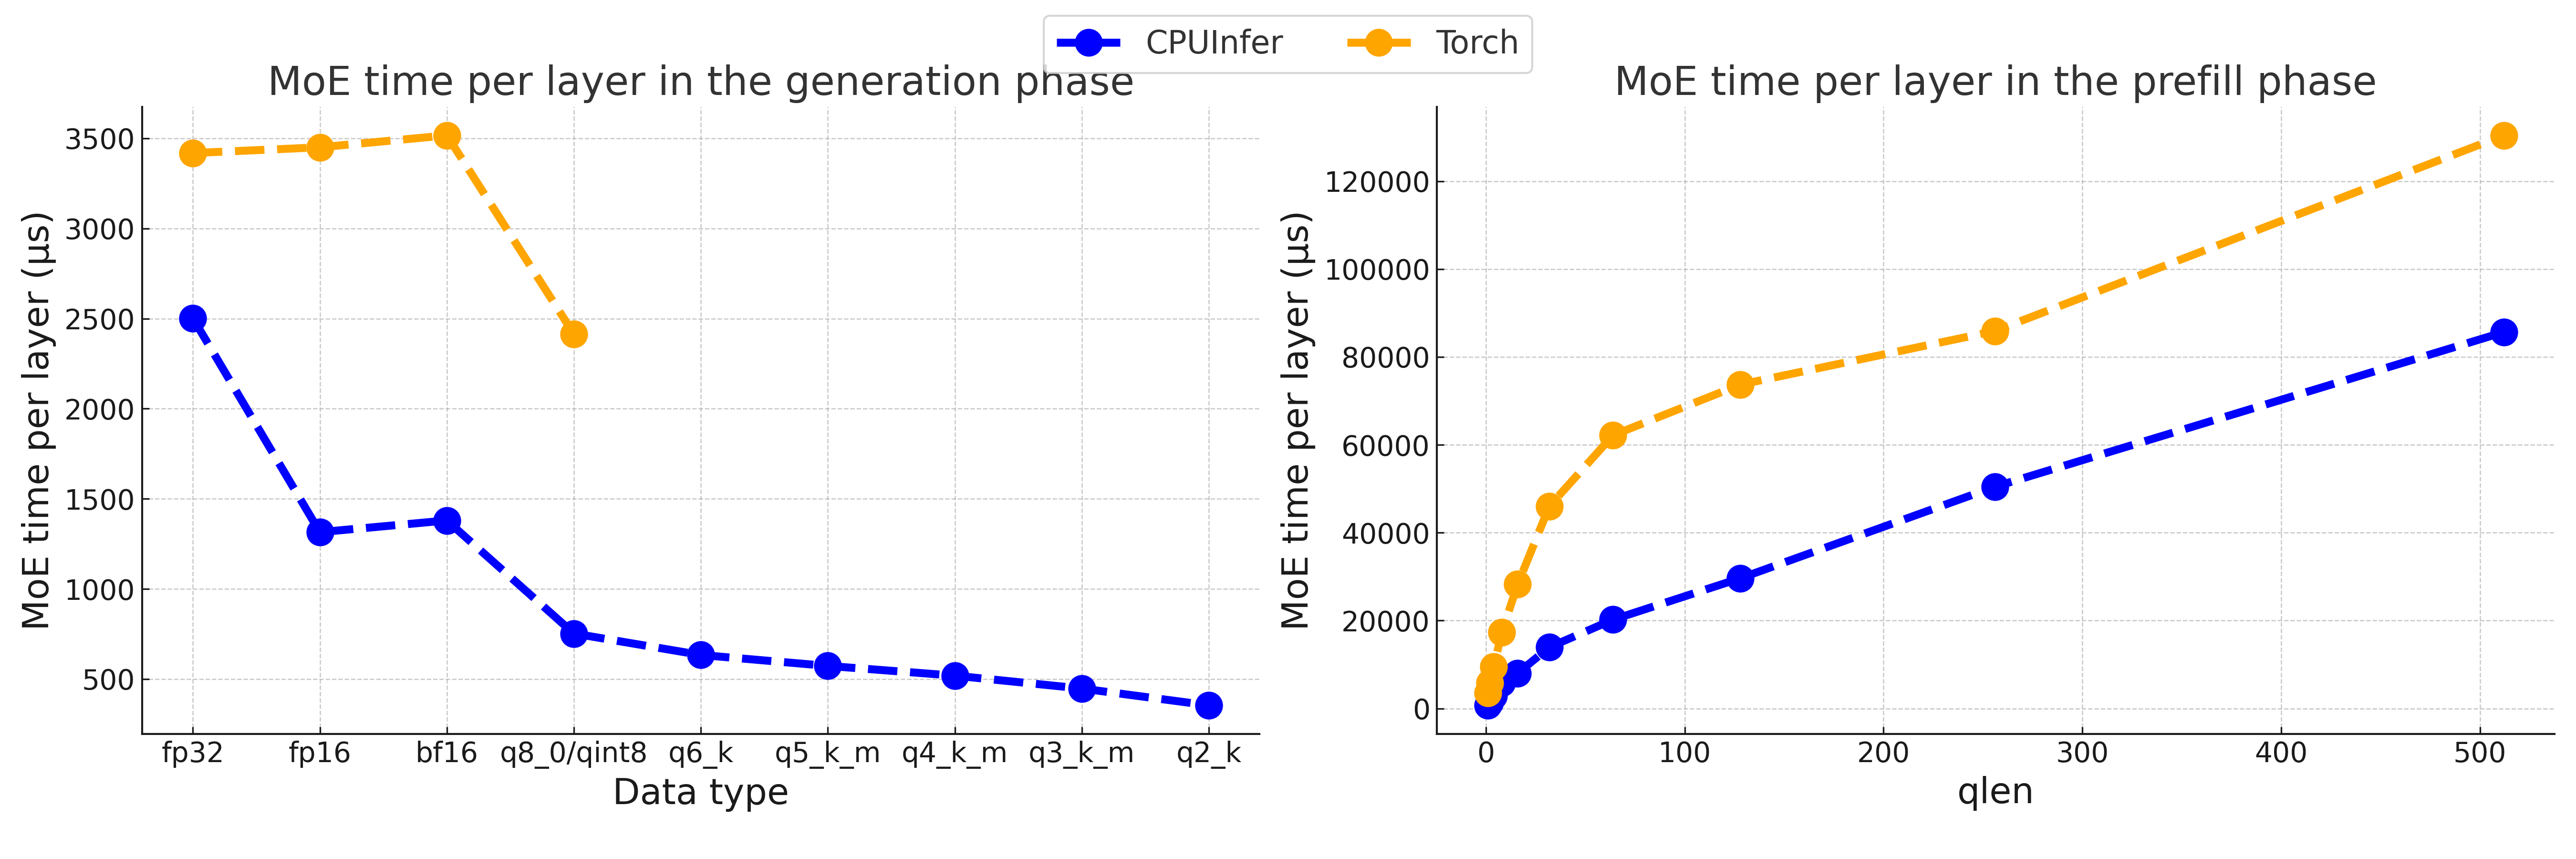 CPUInfer
Torch
MoE time per layer in the generation phase
MoE time per layer in the prefill phase
MoE time per layer (µs)
3500
3000
2500
2000
1500
1000
500
fp32 fp16 bf16 q8_0/qint8 q6_k q5_k_m q4_k_m q3_k_m q2_k
Data type
MoE time per layer (µs)
120000
100000
80000
60000
40000
20000
0
0 100 200 300 400 500
qlen